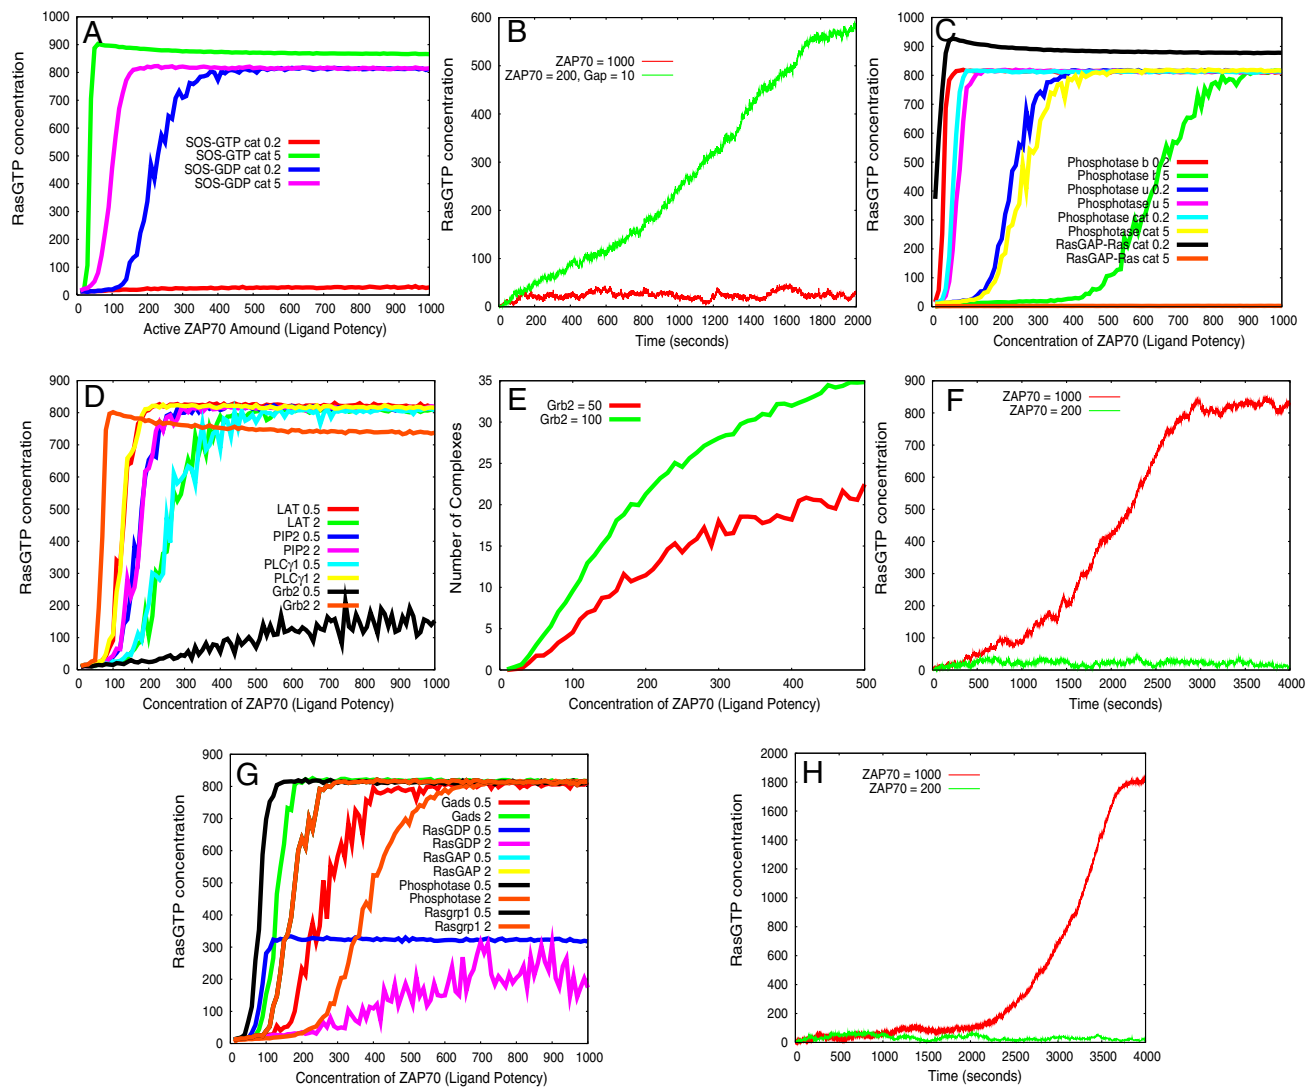 A
RasGTP concentration
1000
900
800
700
600
500
400
300
200
100
0
SOS-GTP cat 0.2
SOS-GTP cat 5
SOS-GDP cat 0.2
SOS-GDP cat 5
0 100 200 300 400 500 600 700 800 900 1000
Active ZAP70 Amound (Ligand Potency)
B
RasGTP concentration
600
500
400
300
200
100
0
ZAP70 = 1000
ZAP70 = 200, Gap = 10
0 200 400 600 800 1000 1200 1400 1600 1800 2000
Time (seconds)
C
RasGTP concentration
1000
900
800
700
600
500
400
300
200
100
0
Phosphotase b 0.2
Phosphotase b 5
Phosphotase u 0.2
Phosphotase u 5
Phosphotase cat 0.2
Phosphotase cat 5
RasGAP-Ras cat 0.2
RasGAP-Ras cat 5
0 100 200 300 400 500 600 700 800 900 1000
Concentration of ZAP70 (Ligand Potency)
D
RasGTP concentration
900
800
700
600
500
400
300
200
100
0
LAT 0.5
LAT 2
PIP2 0.5
PIP2 2
PLCγ1 0.5
PLCγ1 2
Grb2 0.5
Grb2 2
0 100 200 300 400 500 600 700 800 900 1000
Concentration of ZAP70 (Ligand Potency)
E
Number of Complexes
35
30
25
20
15
10
5
0
Grb2 = 50
Grb2 = 100
0 100 200 300 400 500
Concentration of ZAP70 (Ligand Potency)
F
RasGTP concentration
900
800
700
600
500
400
300
200
100
0
ZAP70 = 1000
ZAP70 = 200
0 500 1000 1500 2000 2500 3000 3500 4000
Time (seconds)
G
RasGTP concentration
900
800
700
600
500
400
300
200
100
0
Gads 0.5
Gads 2
RasGDP 0.5
RasGDP 2
RasGAP 0.5
RasGAP 2
Phosphotase 0.5
Phosphotase 2
Rasgrp1 0.5
Rasgrp1 2
0 100 200 300 400 500 600 700 800 900 1000
Concentration of ZAP70 (Ligand Potency)
H
RasGTP concentration
2000
1800
1600
1400
1200
1000
800
600
400
200
0
ZAP70 = 1000
ZAP70 = 200
0 500 1000 1500 2000 2500 3000 3500 4000
Time (seconds)